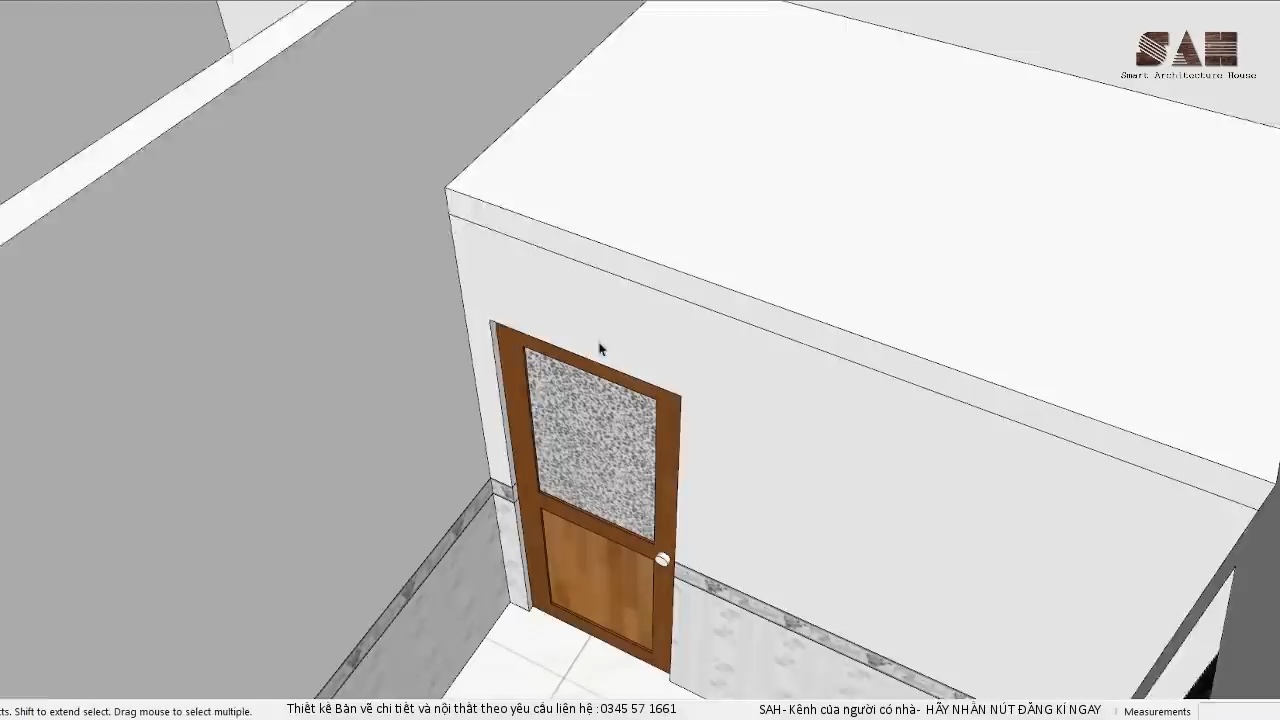 SAH
Smart Architecture House
cts. Shift to extend select. Drag mouse to select multiple.
Thiết kế Bản vẽ chi tiết và nội thât theo yêu cầu liên hệ :0345 57 1661
SAH- Kênh của người có nhà- HÃY NHẤN NÚT ĐĂNG KÍ NGAY
Measurements